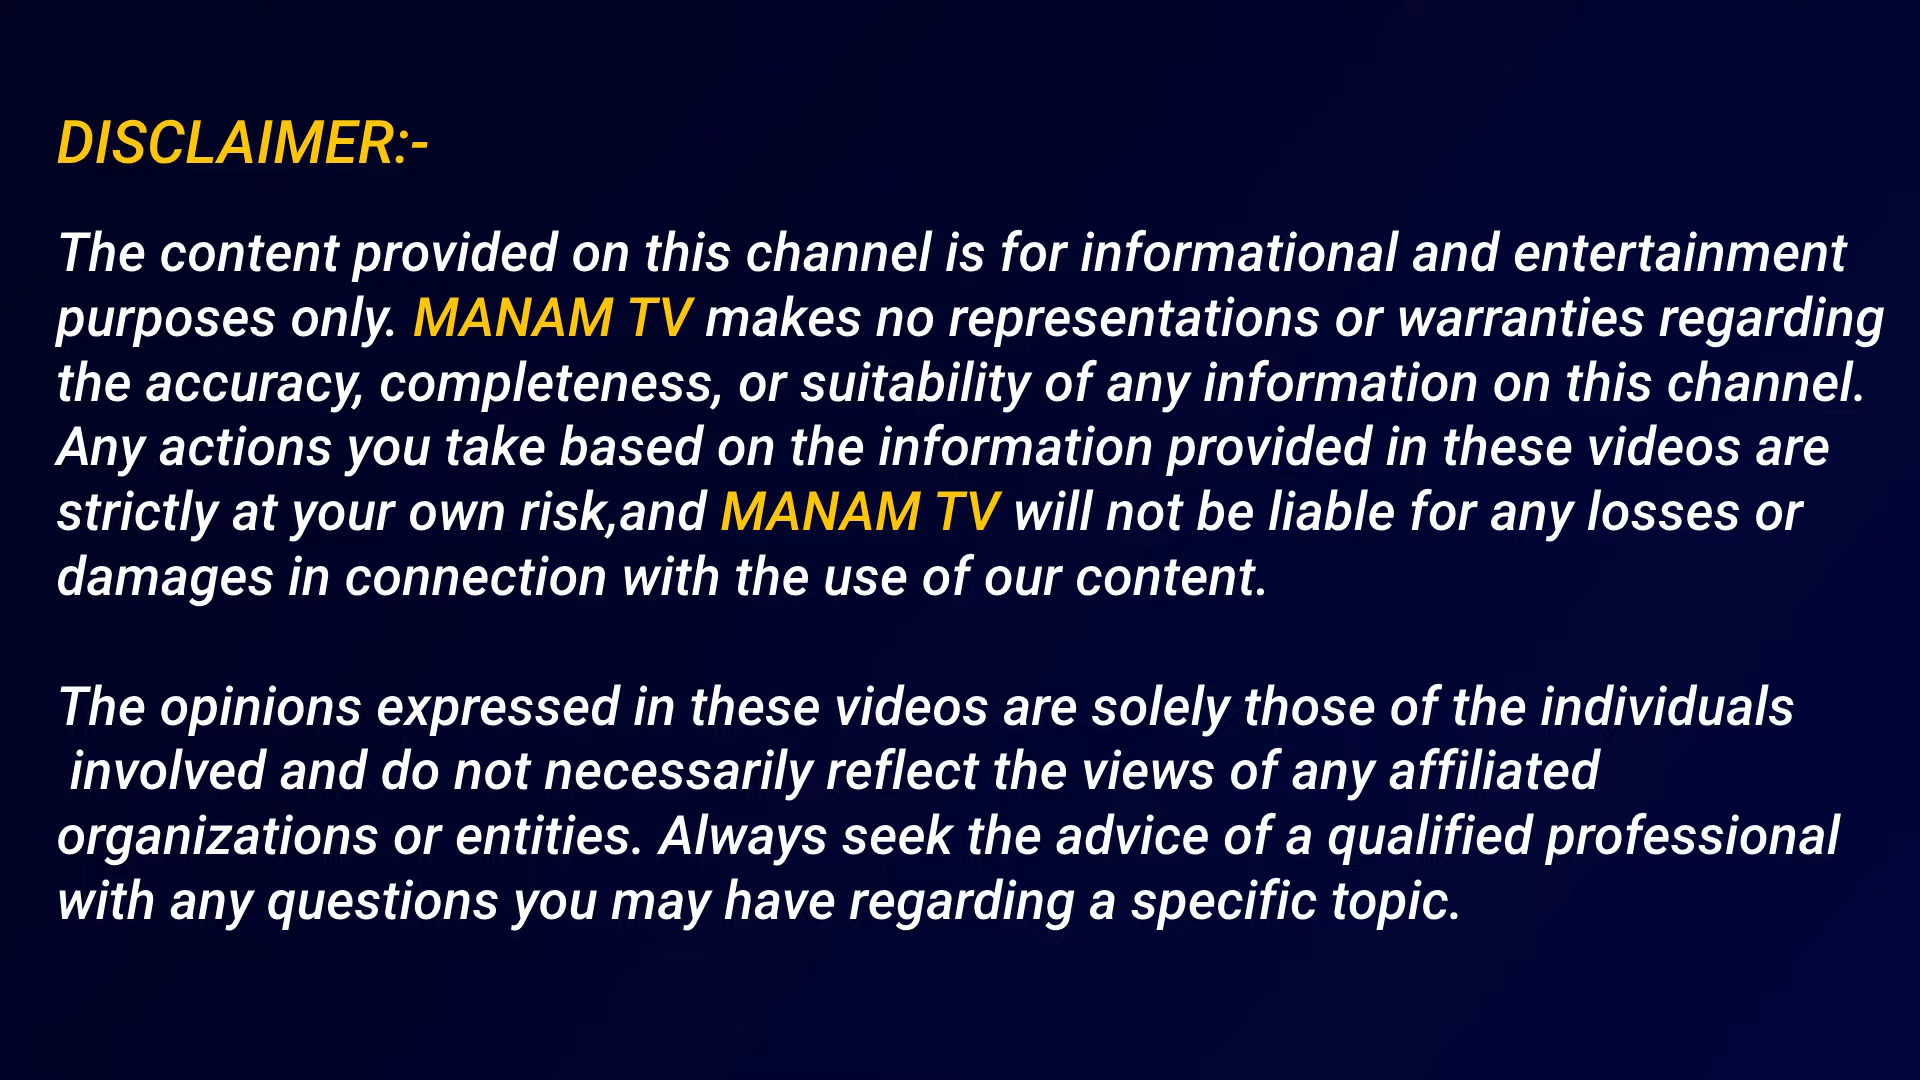 DISCLAIMER:-
The content provided on this channel is for informational and entertainment
purposes only. MANAM TV makes no representations or warranties regarding
the accuracy, completeness, or suitability of any information on this channel.
Any actions you take based on the information provided in these videos are
strictly at your own risk,and MANAM TV will not be liable for any losses or
damages in connection with the use of our content.
The opinions expressed in these videos are solely those of the individuals
involved and do not necessarily reflect the views of any affiliated
organizations or entities. Always seek the advice of a qualified professional
with any questions you may have regarding a specific topic.